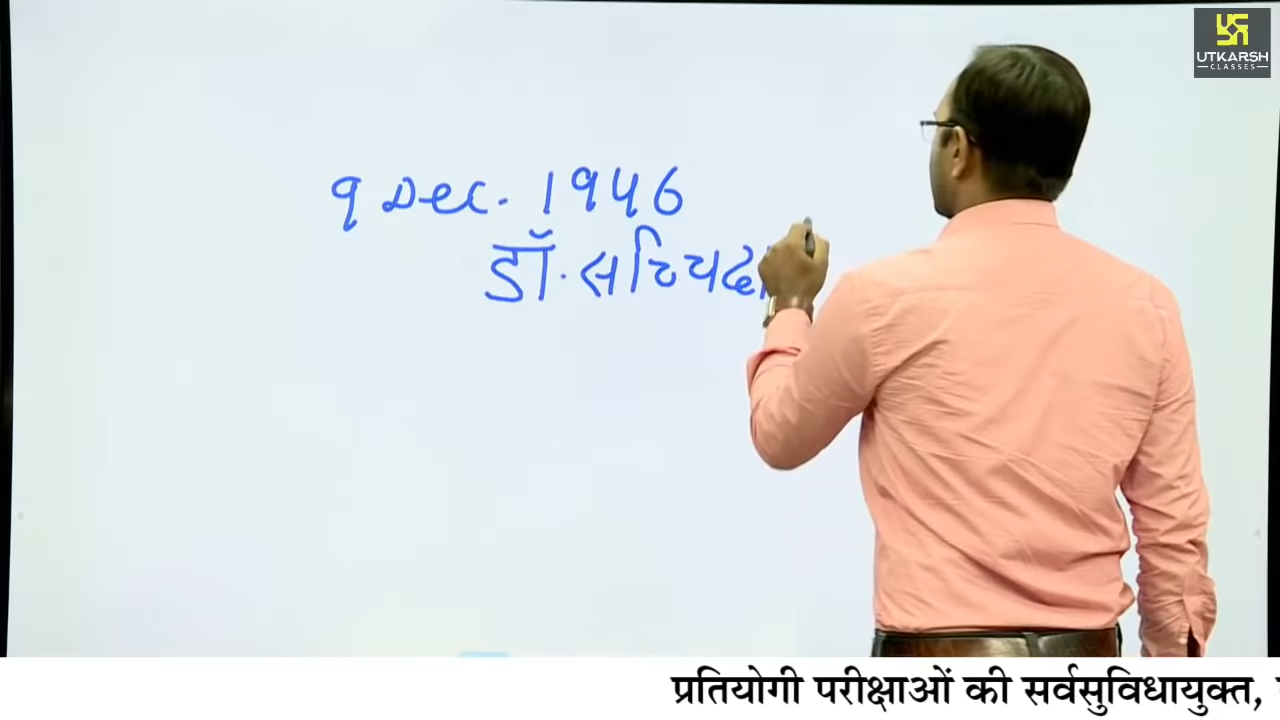 UTKARSH
CLASSES
9 Dec. 1946
डॉ. सच्चिदा
प्रतियोगी परीक्षाओं की सर्वसुविधायुक्त,